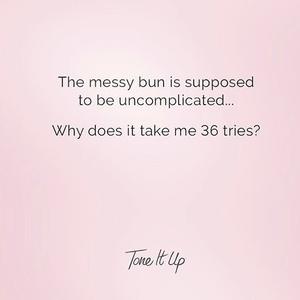 The messy bun is supposed
to be uncomplicated...
Why does it take me 36 tries?
Tone It Up